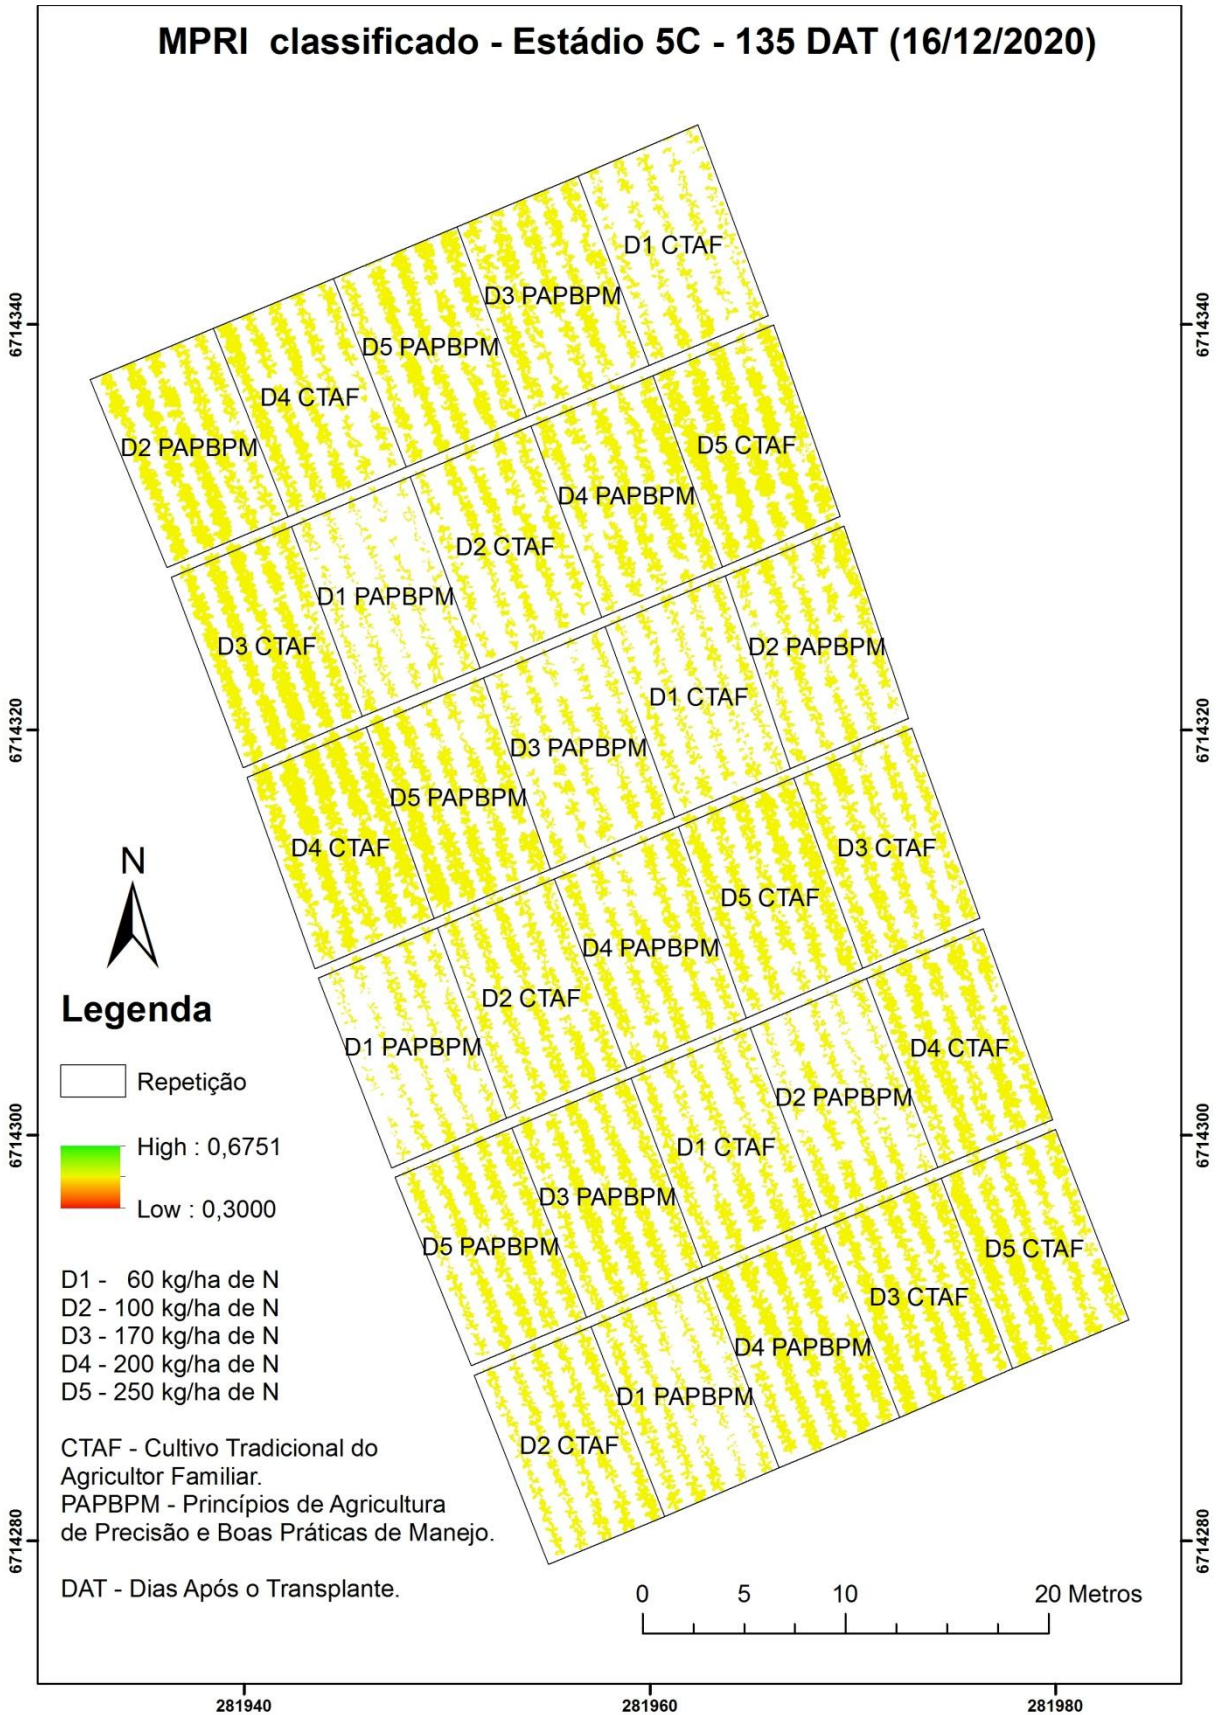 MPRI classificado - Estádio 5C - 135 DAT (16/12/2020)
D1 CTAF
D3 PAPBPM
D5 PAPBPM
D4 CTAF
D2 PAPBPM
D5 CTAF
D4 PAPBPM
D2 CTAF
D1 PAPBPM
D3 CTAF
D2 PAPBPM
D1 CTAF
D3 PAPBPM
D5 PAPBPM
D4 CTAF
D3 CTAF
D5 CTAF
D4 PAPBPM
D2 CTAF
D1 PAPBPM
D4 CTAF
D2 PAPBPM
D1 CTAF
D3 PAPBPM
D5 PAPBPM
D5 CTAF
D3 CTAF
D4 PAPBPM
D1 PAPBPM
D2 CTAF
6714340
6714320
6714300
6714280
6714340
6714320
6714300
6714280
N
Legenda
Repetição
High : 0,6751
Low : 0,3000
D1 - 60 kg/ha de N
D2 - 100 kg/ha de N
D3 - 170 kg/ha de N
D4 - 200 kg/ha de N
D5 - 250 kg/ha de N
CTAF - Cultivo Tradicional do
Agricultor Familiar.
PAPBPM - Princípios de Agricultura
de Precisão e Boas Práticas de Manejo.
DAT - Dias Após o Transplante.
0 5 10 20 Metros
281940 281960 281980